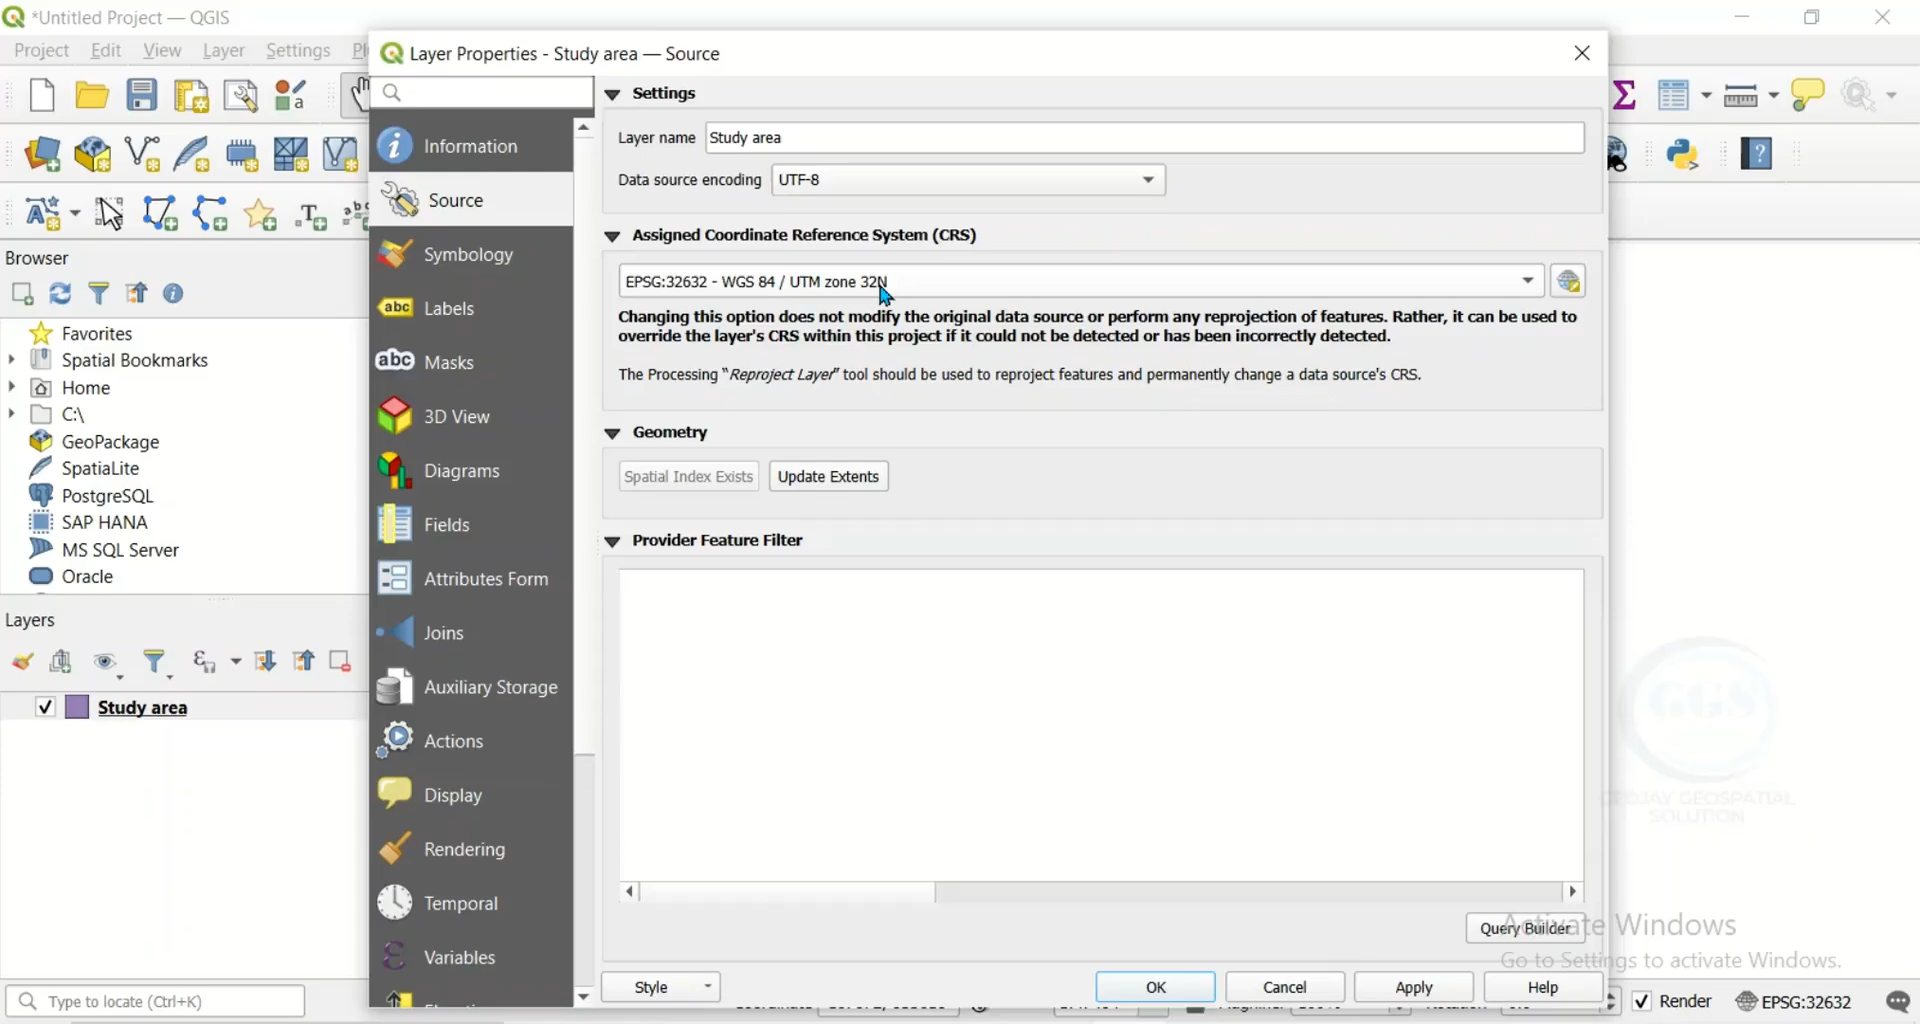 *Untitled Project — QGIS
Project Edit View Layer Settings
Layer Properties - Study area — Source
Information
Source
Symbology
Labels
Masks
3D View
Diagrams
Fields
Attributes Form
Joins
Auxiliary Storage
Actions
Display
Rendering
Temporal
Variables
Settings
Layer name Study area
Data source encoding UTF-8
Assigned Coordinate Reference System (CRS)
EPSG:32632 - WGS 84 / UTM zone 32N
Changing this option does not modify the original data source or perform any reprojection of features. Rather, it can be used to
override the layer's CRS within this project if it could not be detected or has been incorrectly detected.
The Processing "Reproject Layer" tool should be used to reproject features and permanently change a data source's CRS.
Geometry
Spatial Index Exists Update Extents
Provider Feature Filter
Query Builder
Style OK Cancel Apply Help
Browser
Favorites
Spatial Bookmarks
Home
C:\
GeoPackage
SpatiaLite
PostgreSQL
SAP HANA
MS SQL Server
Oracle
Layers
Study area
GGS
GEOSPATIAL
SOLUTION
Activate Windows
Go to Settings to activate Windows.
Type to locate (Ctrl+K)
Render EPSG:32632